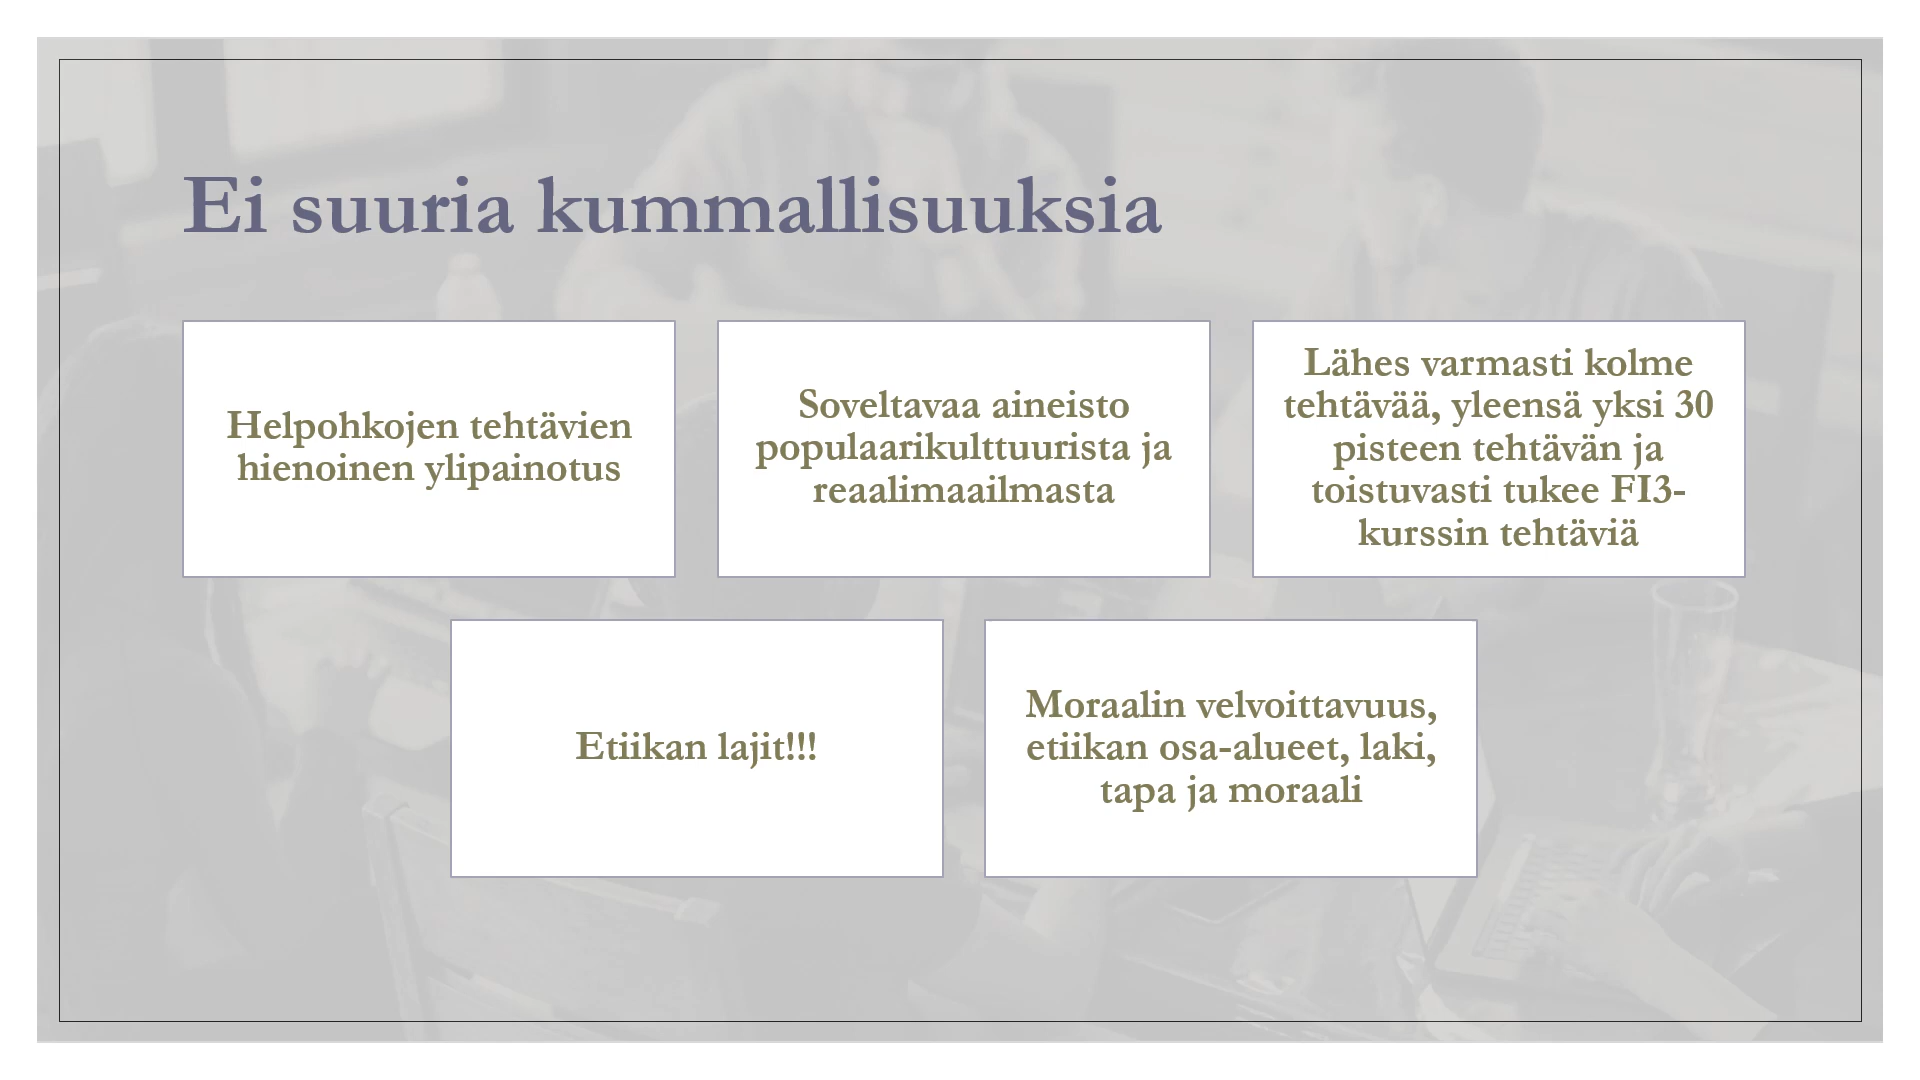 Ei suuria kummallisuuksia
Helpohkojen tehtävien
hienoinen ylipainotus
Soveltavaa aineisto
populaarikulttuurista ja
reaalimaailmasta
Lähes varmasti kolme
tehtävää, yleensä yksi 30
pisteen tehtävän ja
toistuvasti tukee FI3-
kurssin tehtäviä
Etiikan lajit!!!
Moraalin velvoittavuus,
etiikan osa-alueet, laki,
tapa ja moraali